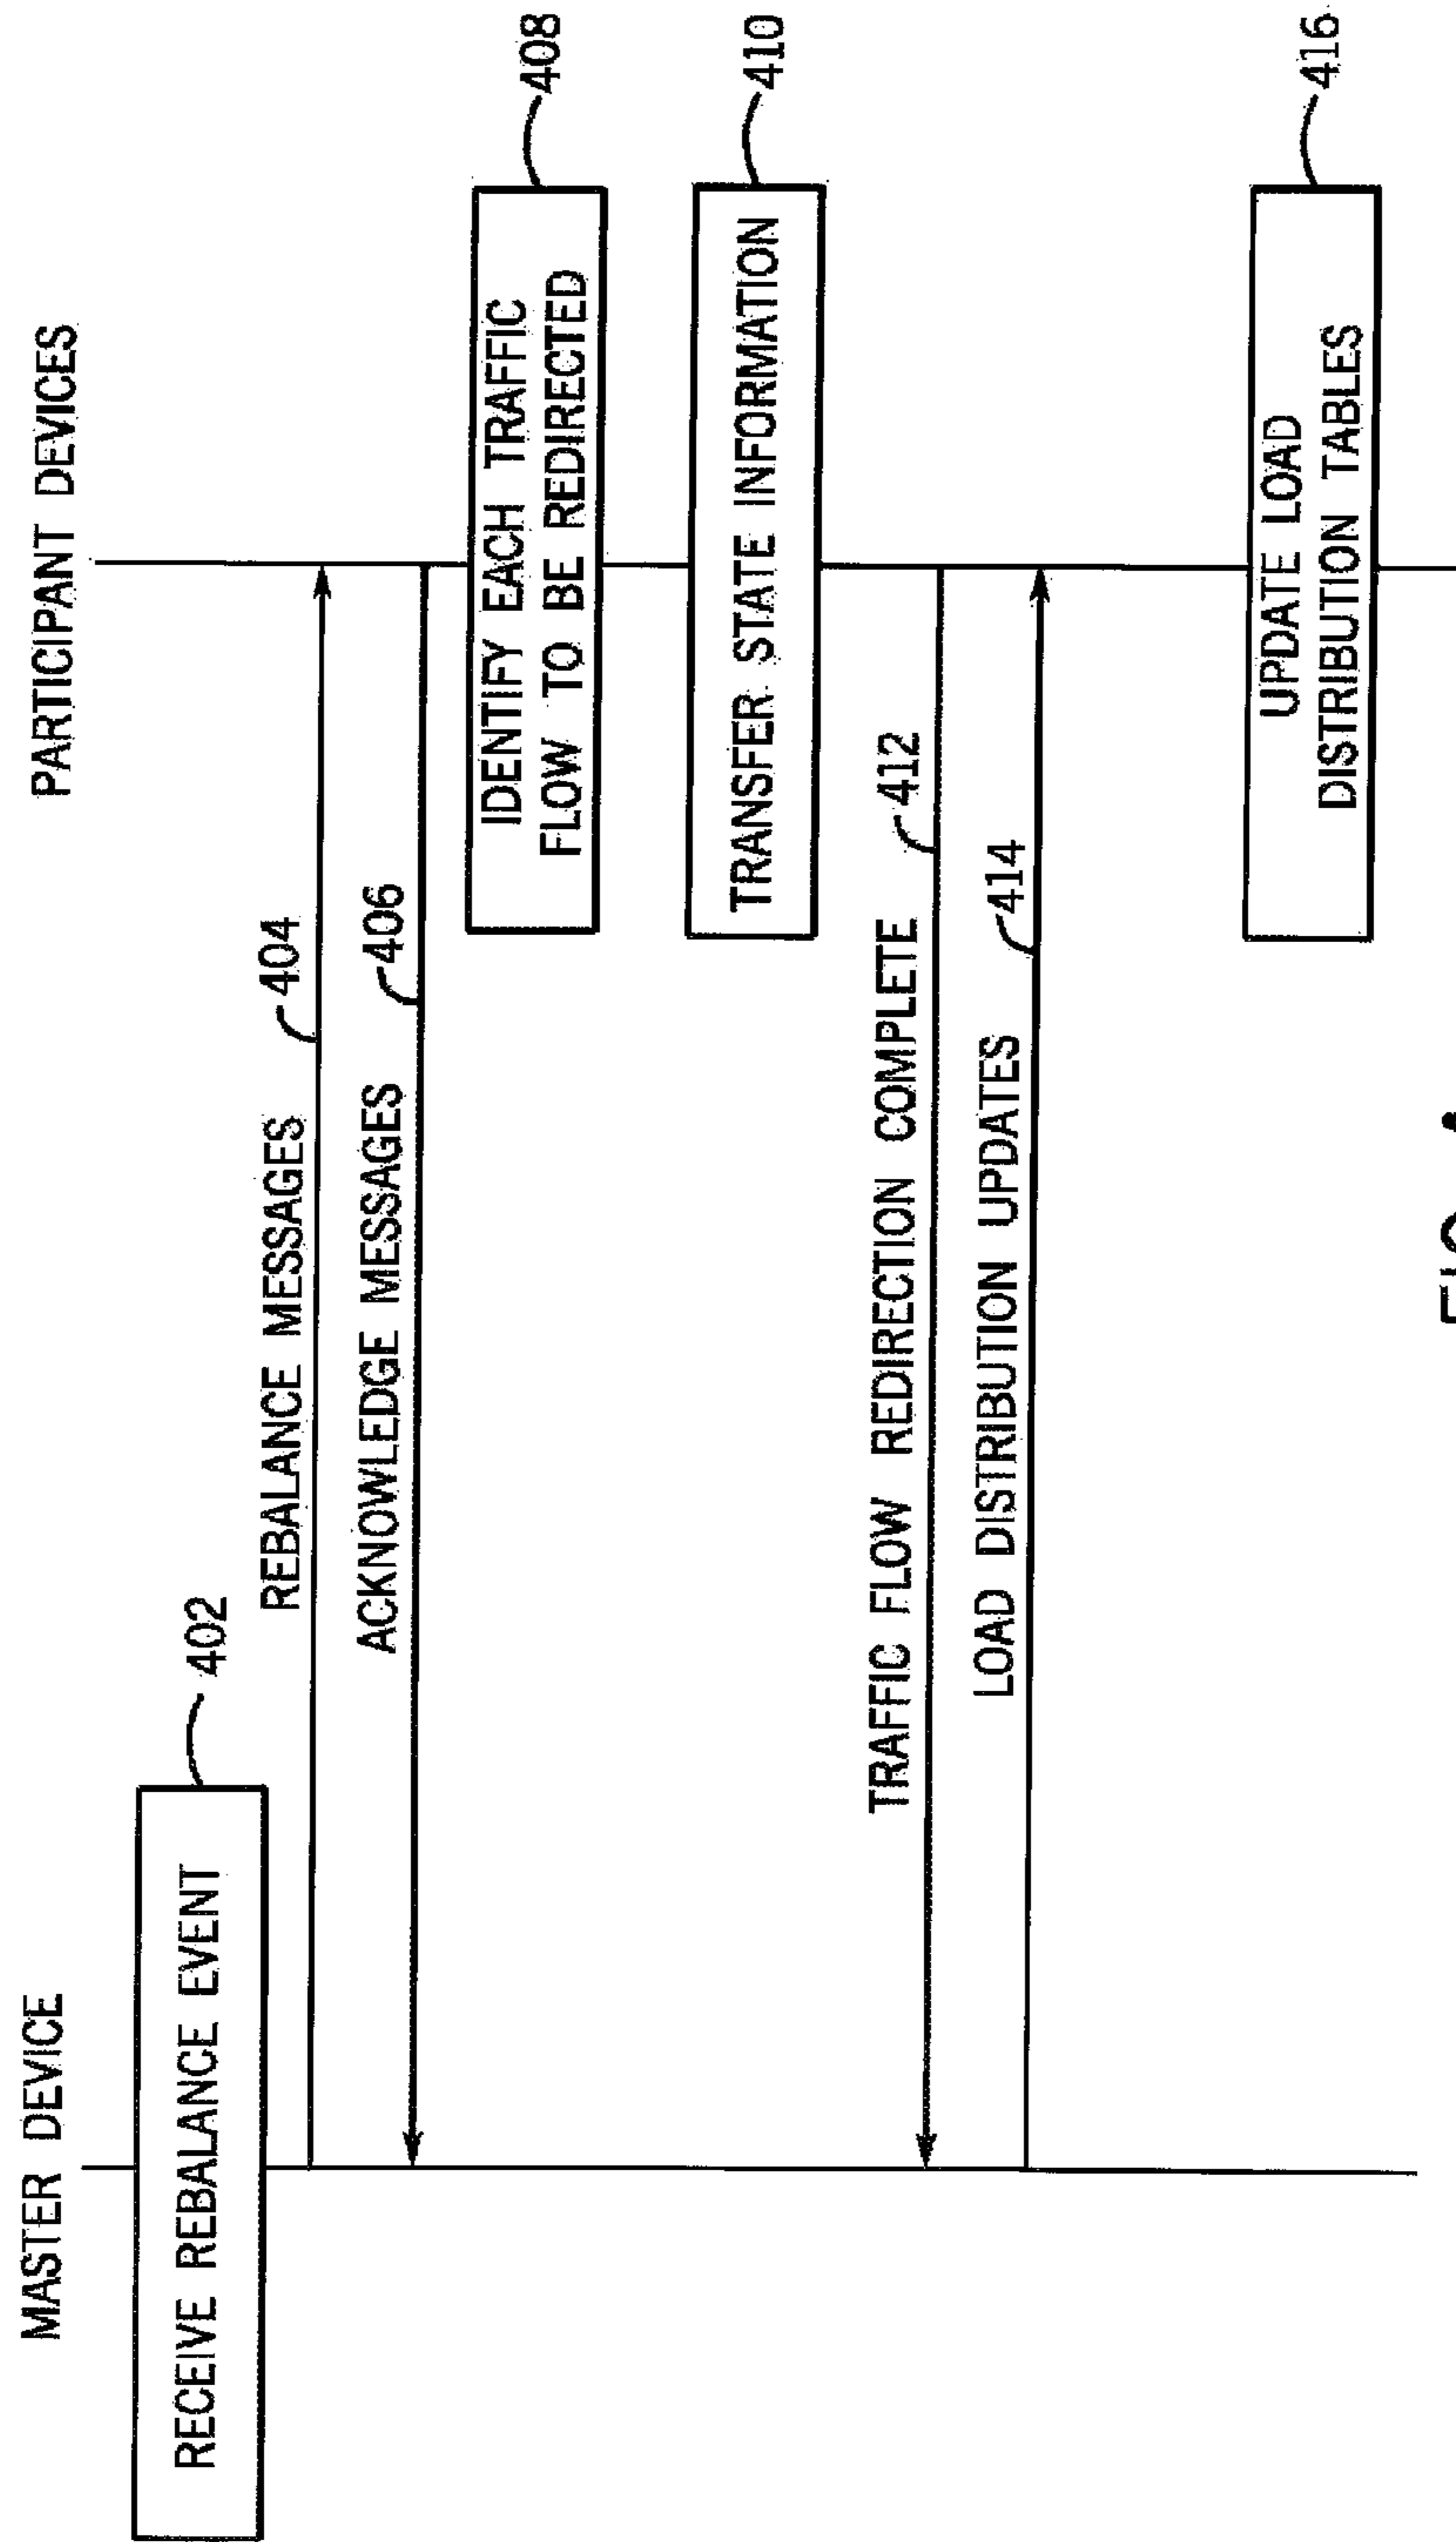 MASTER DEVICE
PARTICIPANT DEVICES
RECEIVE REBALANCE EVENT
402
REBALANCE MESSAGES
404
ACKNOWLEDGE MESSAGES
406
IDENTIFY EACH TRAFFIC
FLOW TO BE REDIRECTED
408
TRANSFER STATE INFORMATION
410
TRAFFIC FLOW REDIRECTION COMPLETE
412
LOAD DISTRIBUTION UPDATES
414
UPDATE LOAD
DISTRIBUTION TABLES
416